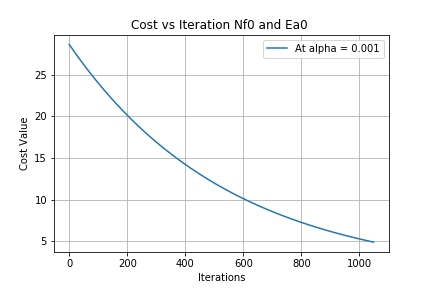 Cost vs Iteration Nf0 and Ea0
At alpha = 0.001
Cost Value
25
20
15
10
5
0 200 400 600 800 1000
Iterations